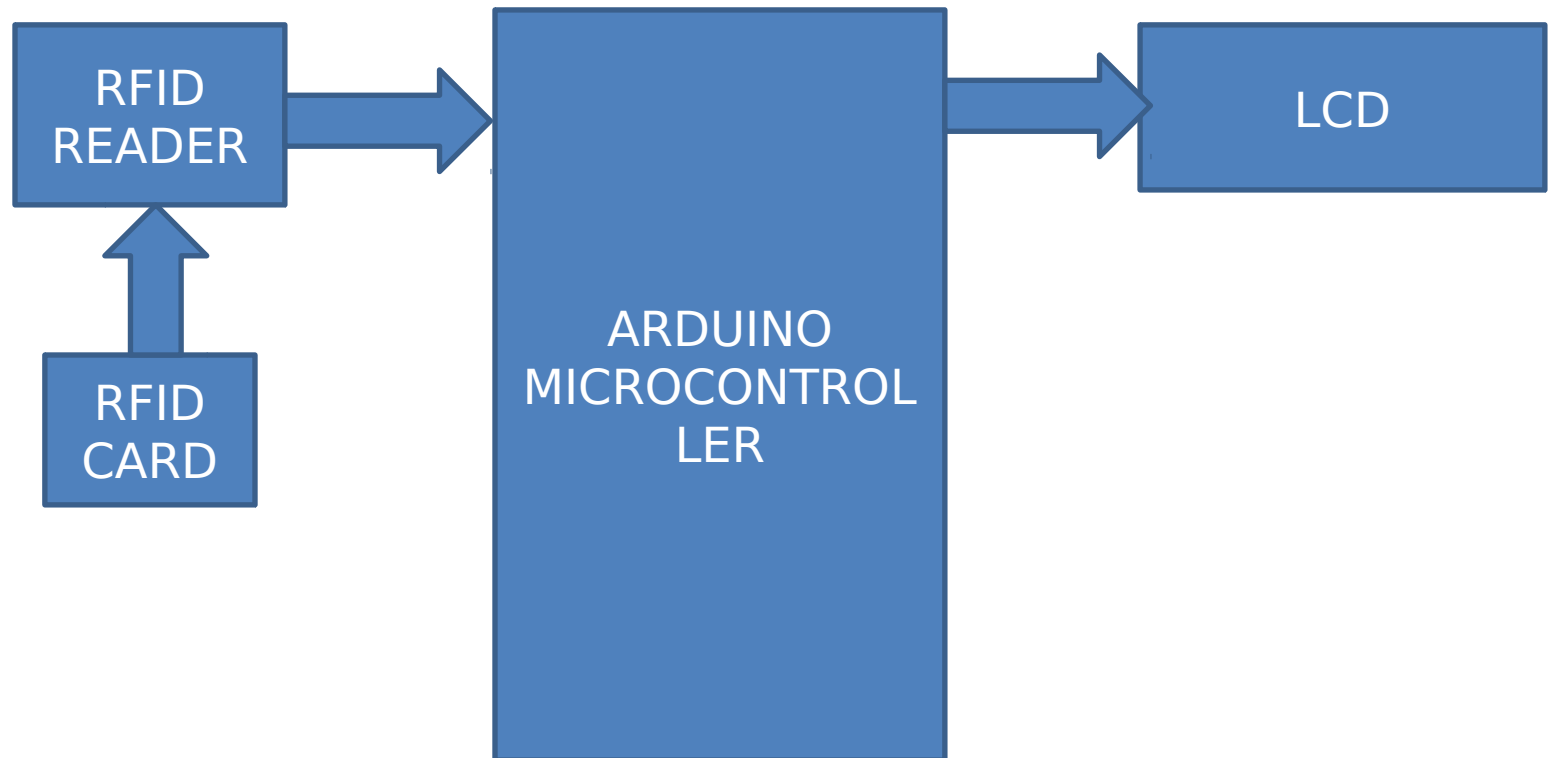 RFID
READER
RFID
CARD
ARDUINO
MICROCONTROL
LER
LCD